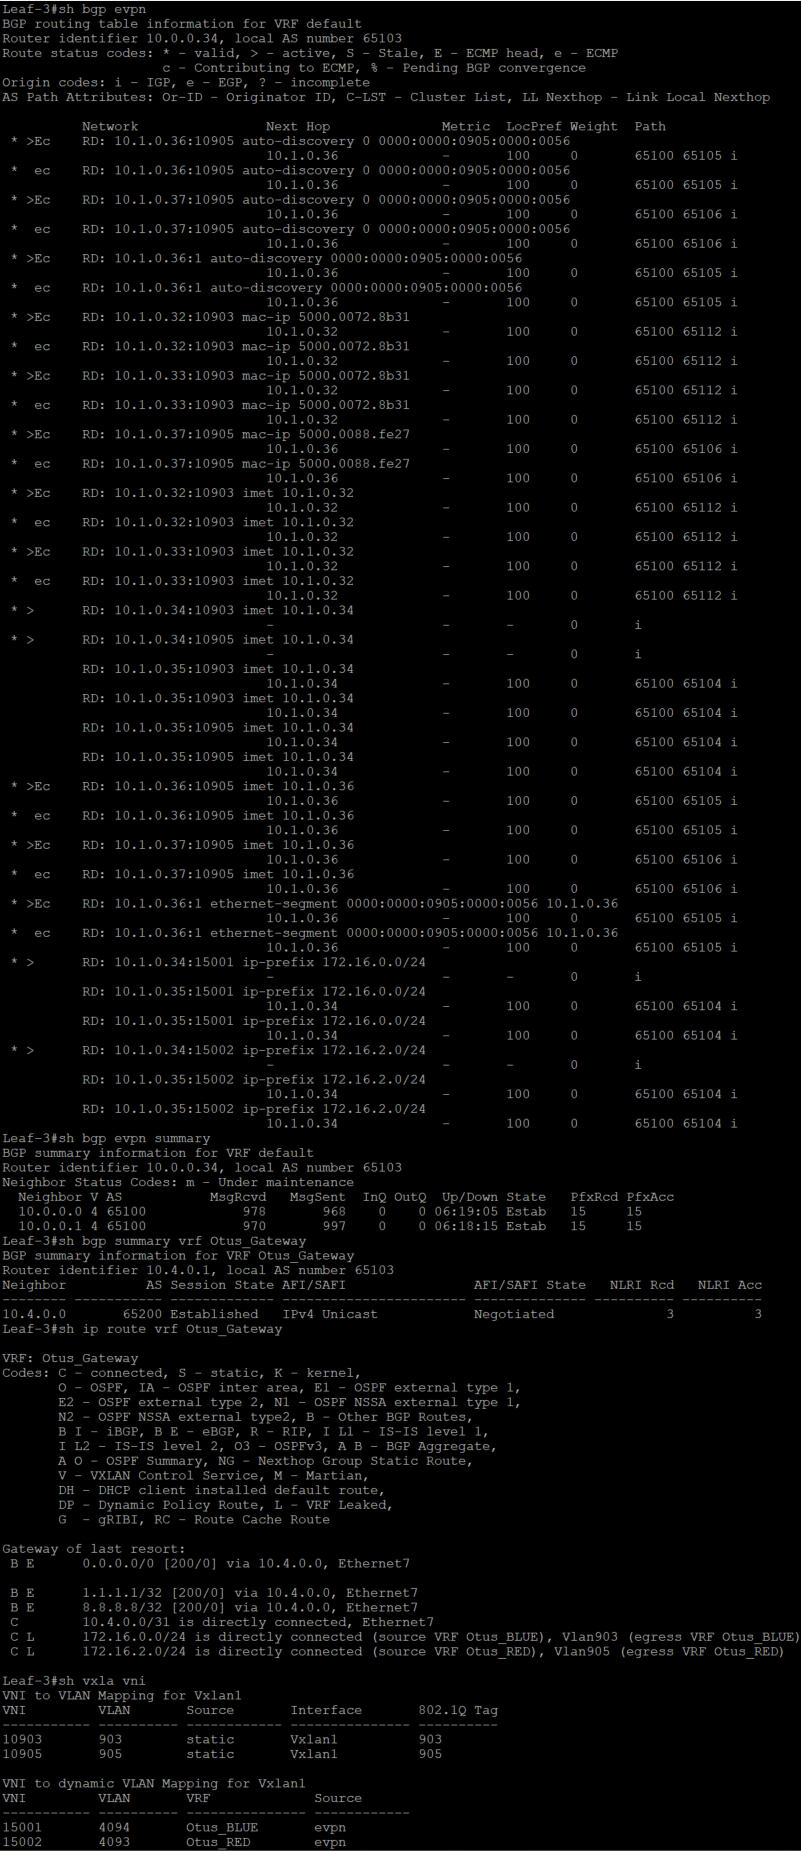 Leaf-3#sh bgp evpn
BGP routing table information for VRF default
Router identifier 10.0.0.34, local AS number 65103
Route status codes: * - valid, > - active, S - Stale, E - ECMP head, e - ECMP
                    c - Contributing to ECMP, % - Pending BGP convergence
Origin codes: i - IGP, e - EGP, ? - incomplete
AS Path Attributes: Or-ID - Originator ID, C-LST - Cluster List, LL Nexthop - Link Local Nexthop

          Network                Next Hop              Metric  LocPref Weight  Path
 * >Ec    RD: 10.1.0.36:10905 auto-discovery 0 0000:0000:0905:0000:0056
                                 10.1.0.36             -       100     0       65100 65105 i
 *  ec    RD: 10.1.0.36:10905 auto-discovery 0 0000:0000:0905:0000:0056
                                 10.1.0.36             -       100     0       65100 65105 i
 * >Ec    RD: 10.1.0.37:10905 auto-discovery 0 0000:0000:0905:0000:0056
                                 10.1.0.36             -       100     0       65100 65106 i
 *  ec    RD: 10.1.0.37:10905 auto-discovery 0 0000:0000:0905:0000:0056
                                 10.1.0.36             -       100     0       65100 65106 i
 * >Ec    RD: 10.1.0.36:1 auto-discovery 0000:0000:0905:0000:0056
                                 10.1.0.36             -       100     0       65100 65105 i
 *  ec    RD: 10.1.0.36:1 auto-discovery 0000:0000:0905:0000:0056
                                 10.1.0.36             -       100     0       65100 65105 i
 * >Ec    RD: 10.1.0.32:10903 mac-ip 5000.0072.8b31
                                 10.1.0.32             -       100     0       65100 65112 i
 *  ec    RD: 10.1.0.32:10903 mac-ip 5000.0072.8b31
                                 10.1.0.32             -       100     0       65100 65112 i
 * >Ec    RD: 10.1.0.33:10903 mac-ip 5000.0072.8b31
                                 10.1.0.32             -       100     0       65100 65112 i
 *  ec    RD: 10.1.0.33:10903 mac-ip 5000.0072.8b31
                                 10.1.0.32             -       100     0       65100 65112 i
 * >Ec    RD: 10.1.0.37:10905 mac-ip 5000.0088.fe27
                                 10.1.0.36             -       100     0       65100 65106 i
 *  ec    RD: 10.1.0.37:10905 mac-ip 5000.0088.fe27
                                 10.1.0.36             -       100     0       65100 65106 i
 * >Ec    RD: 10.1.0.32:10903 imet 10.1.0.32
                                 10.1.0.32             -       100     0       65100 65112 i
 *  ec    RD: 10.1.0.32:10903 imet 10.1.0.32
                                 10.1.0.32             -       100     0       65100 65112 i
 * >Ec    RD: 10.1.0.33:10903 imet 10.1.0.32
                                 10.1.0.32             -       100     0       65100 65112 i
 *  ec    RD: 10.1.0.33:10903 imet 10.1.0.32
                                 10.1.0.32             -       100     0       65100 65112 i
 * >      RD: 10.1.0.34:10903 imet 10.1.0.34
                                 -                     -       -       0       i
 * >      RD: 10.1.0.34:10905 imet 10.1.0.34
                                 -                     -       -       0       i
          RD: 10.1.0.35:10903 imet 10.1.0.34
                                 10.1.0.34             -       100     0       65100 65104 i
          RD: 10.1.0.35:10903 imet 10.1.0.34
                                 10.1.0.34             -       100     0       65100 65104 i
          RD: 10.1.0.35:10905 imet 10.1.0.34
                                 10.1.0.34             -       100     0       65100 65104 i
          RD: 10.1.0.35:10905 imet 10.1.0.34
                                 10.1.0.34             -       100     0       65100 65104 i
 * >Ec    RD: 10.1.0.36:10905 imet 10.1.0.36
                                 10.1.0.36             -       100     0       65100 65105 i
 *  ec    RD: 10.1.0.36:10905 imet 10.1.0.36
                                 10.1.0.36             -       100     0       65100 65105 i
 * >Ec    RD: 10.1.0.37:10905 imet 10.1.0.36
                                 10.1.0.36             -       100     0       65100 65106 i
 *  ec    RD: 10.1.0.37:10905 imet 10.1.0.36
                                 10.1.0.36             -       100     0       65100 65106 i
 * >Ec    RD: 10.1.0.36:1 ethernet-segment 0000:0000:0905:0000:0056 10.1.0.36
                                 10.1.0.36             -       100     0       65100 65105 i
 *  ec    RD: 10.1.0.36:1 ethernet-segment 0000:0000:0905:0000:0056 10.1.0.36
                                 10.1.0.36             -       100     0       65100 65105 i
 * >      RD: 10.1.0.34:15001 ip-prefix 172.16.0.0/24
                                 -                     -       -       0       i
          RD: 10.1.0.35:15001 ip-prefix 172.16.0.0/24
                                 10.1.0.34             -       100     0       65100 65104 i
          RD: 10.1.0.35:15001 ip-prefix 172.16.0.0/24
                                 10.1.0.34             -       100     0       65100 65104 i
 * >      RD: 10.1.0.34:15002 ip-prefix 172.16.2.0/24
                                 -                     -       -       0       i
          RD: 10.1.0.35:15002 ip-prefix 172.16.2.0/24
                                 10.1.0.34             -       100     0       65100 65104 i
          RD: 10.1.0.35:15002 ip-prefix 172.16.2.0/24
                                 10.1.0.34             -       100     0       65100 65104 i
Leaf-3#sh bgp evpn summary
BGP summary information for VRF default
Router identifier 10.0.0.34, local AS number 65103
Neighbor Status Codes: m - Under maintenance
  Neighbor V AS           MsgRcvd   MsgSent  InQ OutQ  Up/Down State   PfxRcd PfxAcc
  10.0.0.0 4 65100            978       968    0    0 06:19:05 Estab   15     15
  10.0.0.1 4 65100            970       997    0    0 06:18:15 Estab   15     15
Leaf-3#sh bgp summary vrf Otus_Gateway
BGP summary information for VRF Otus_Gateway
Router identifier 10.4.0.1, local AS number 65103
Neighbor          AS Session State AFI/SAFI                AFI/SAFI State   NLRI Rcd   NLRI Acc
-------- ----------- ------------- ----------------------- -------------- ---------- ----------
10.4.0.0       65200 Established   IPv4 Unicast            Negotiated              3          3
Leaf-3#sh ip route vrf Otus_Gateway

VRF: Otus_Gateway
Codes: C - connected, S - static, K - kernel,
       O - OSPF, IA - OSPF inter area, E1 - OSPF external type 1,
       E2 - OSPF external type 2, N1 - OSPF NSSA external type 1,
       N2 - OSPF NSSA external type2, B - Other BGP Routes,
       B I - iBGP, B E - eBGP, R - RIP, I L1 - IS-IS level 1,
       I L2 - IS-IS level 2, O3 - OSPFv3, A B - BGP Aggregate,
       A O - OSPF Summary, NG - Nexthop Group Static Route,
       V - VXLAN Control Service, M - Martian,
       DH - DHCP client installed default route,
       DP - Dynamic Policy Route, L - VRF Leaked,
       G  - gRIBI, RC - Route Cache Route

Gateway of last resort:
 B E      0.0.0.0/0 [200/0] via 10.4.0.0, Ethernet7

 B E      1.1.1.1/32 [200/0] via 10.4.0.0, Ethernet7
 B E      8.8.8.8/32 [200/0] via 10.4.0.0, Ethernet7
 C        10.4.0.0/31 is directly connected, Ethernet7
 C L      172.16.0.0/24 is directly connected (source VRF Otus_BLUE), Vlan903 (egress VRF Otus_BLUE)
 C L      172.16.2.0/24 is directly connected (source VRF Otus_RED), Vlan905 (egress VRF Otus_RED)

Leaf-3#sh vxla vni
VNI to VLAN Mapping for Vxlan1
VNI         VLAN       Source       Interface       802.1Q Tag
----------- ---------- ------------ --------------- ----------
10903       903        static       Vxlan1          903
10905       905        static       Vxlan1          905

VNI to dynamic VLAN Mapping for Vxlan1
VNI         VLAN       VRF             Source
----------- ---------- --------------- ------------
15001       4094       Otus_BLUE       evpn
15002       4093       Otus_RED        evpn